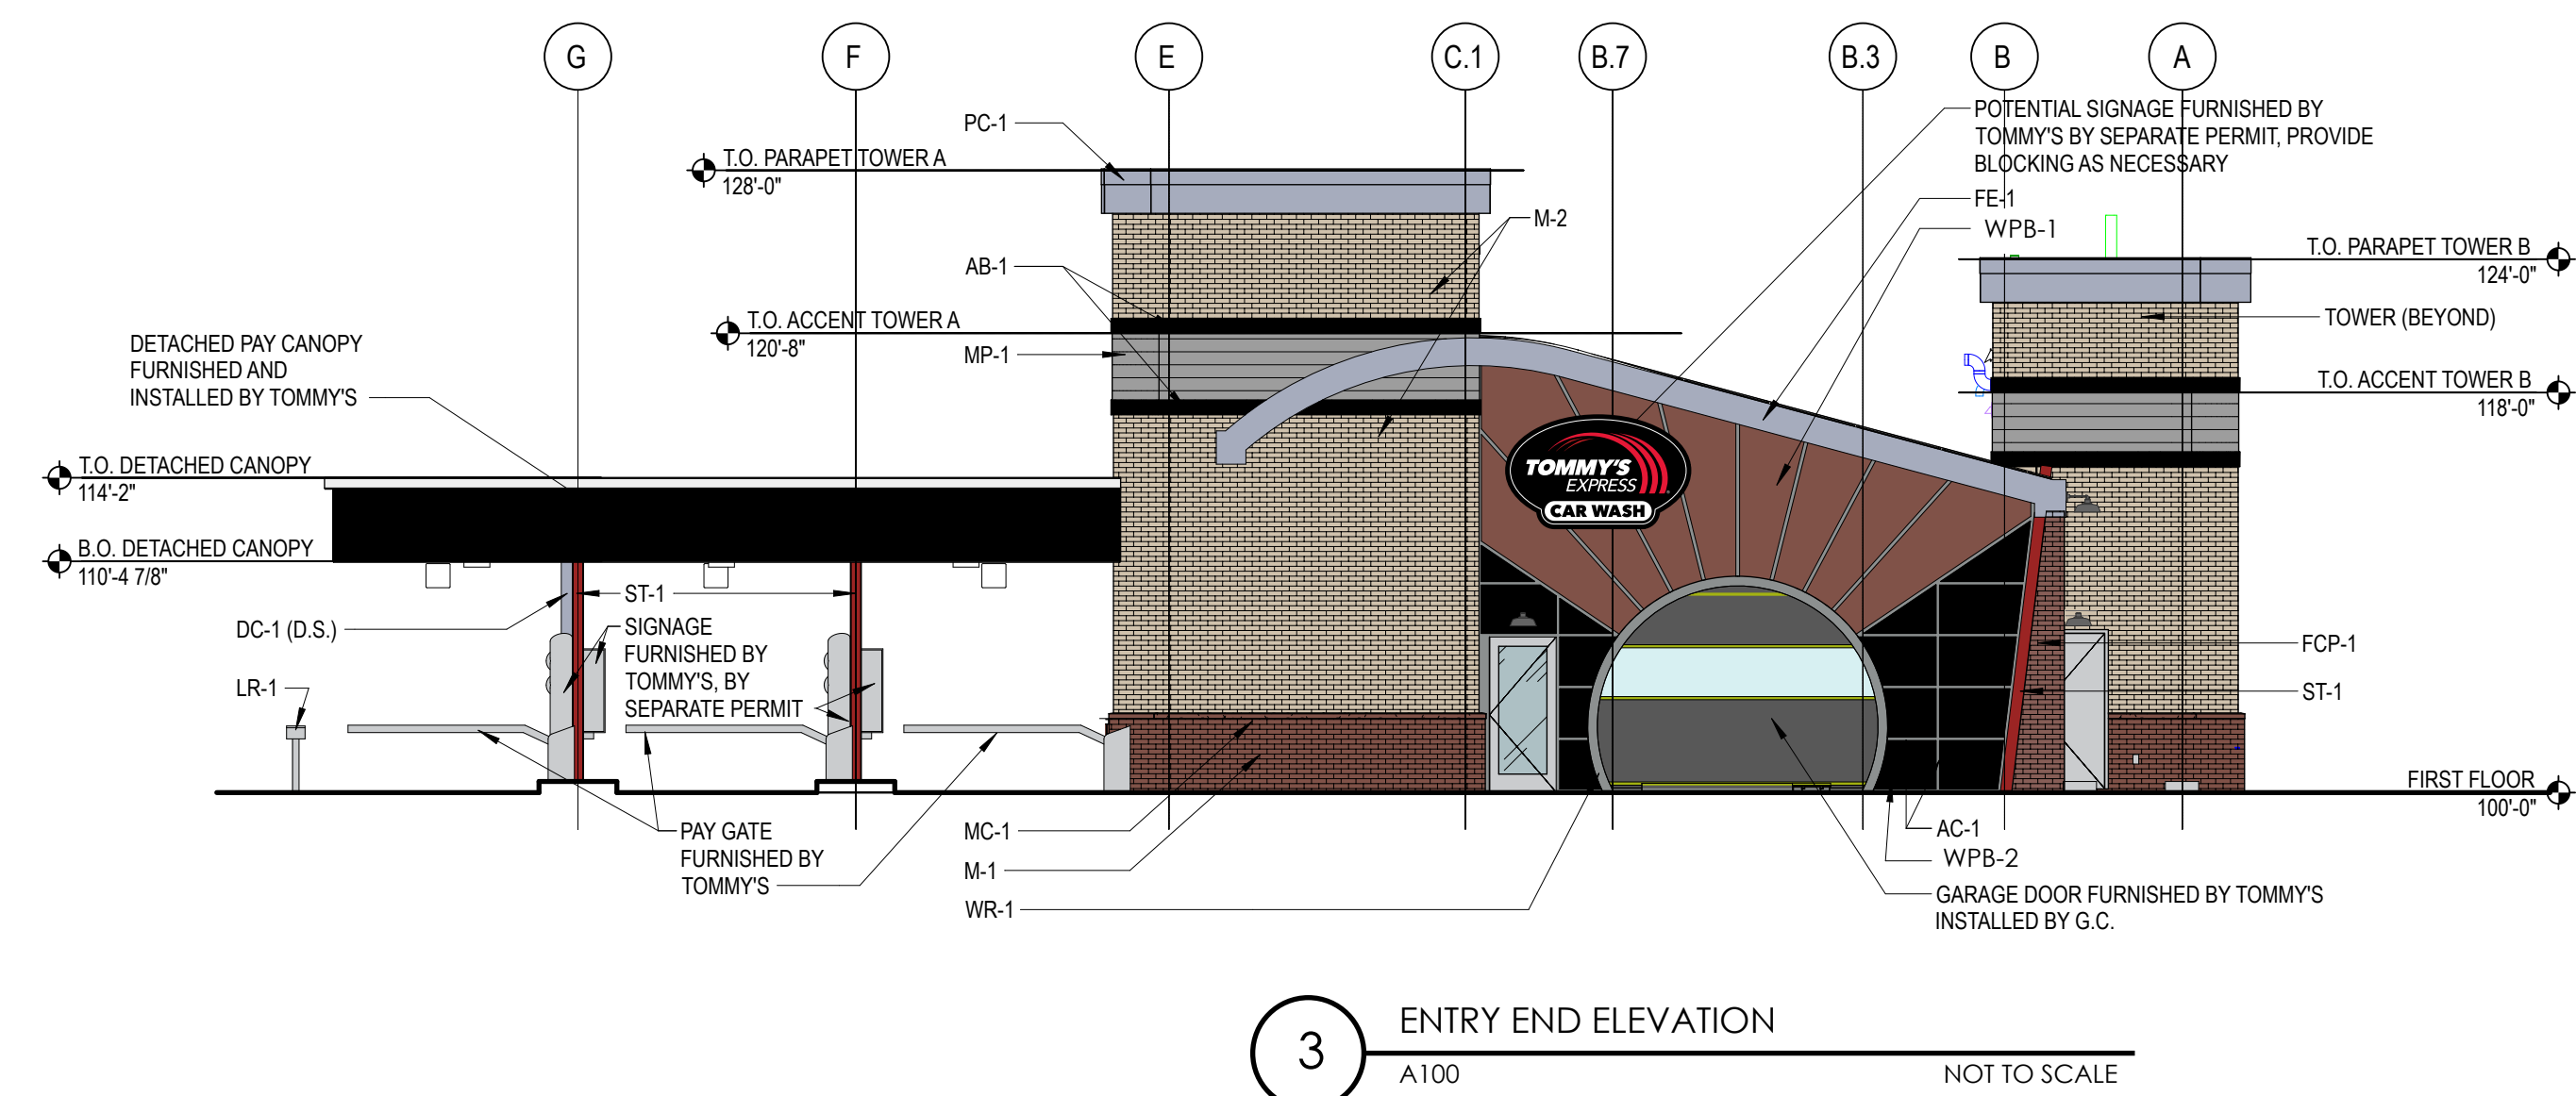 G
F
E
C.1
B.7
B.3
B
A
POTENTIAL SIGNAGE FURNISHED BY
TOMMY'S BY SEPARATE PERMIT, PROVIDE
BLOCKING AS NECESSARY
PC-1
T.O. PARAPET TOWER A
128'-0"
FE-1
M-2
WPB-1
T.O. PARAPET TOWER B
124'-0"
AB-1
T.O. ACCENT TOWER A
120'-8"
TOWER (BEYOND)
DETACHED PAY CANOPY
FURNISHED AND
INSTALLED BY TOMMY'S
MP-1
T.O. ACCENT TOWER B
118'-0"
T.O. DETACHED CANOPY
114'-2"
TOMMY'S
EXPRESS
CAR WASH
B.O. DETACHED CANOPY
110'-4 7/8"
ST-1
DC-1 (D.S.)
SIGNAGE
FURNISHED BY
TOMMY'S, BY
SEPARATE PERMIT
FCP-1
LR-1
ST-1
FIRST FLOOR
100'-0"
PAY GATE
FURNISHED BY
TOMMY'S
MC-1
M-1
WR-1
AC-1
WPB-2
GARAGE DOOR FURNISHED BY TOMMY'S
INSTALLED BY G.C.
3
ENTRY END ELEVATION
A100
NOT TO SCALE